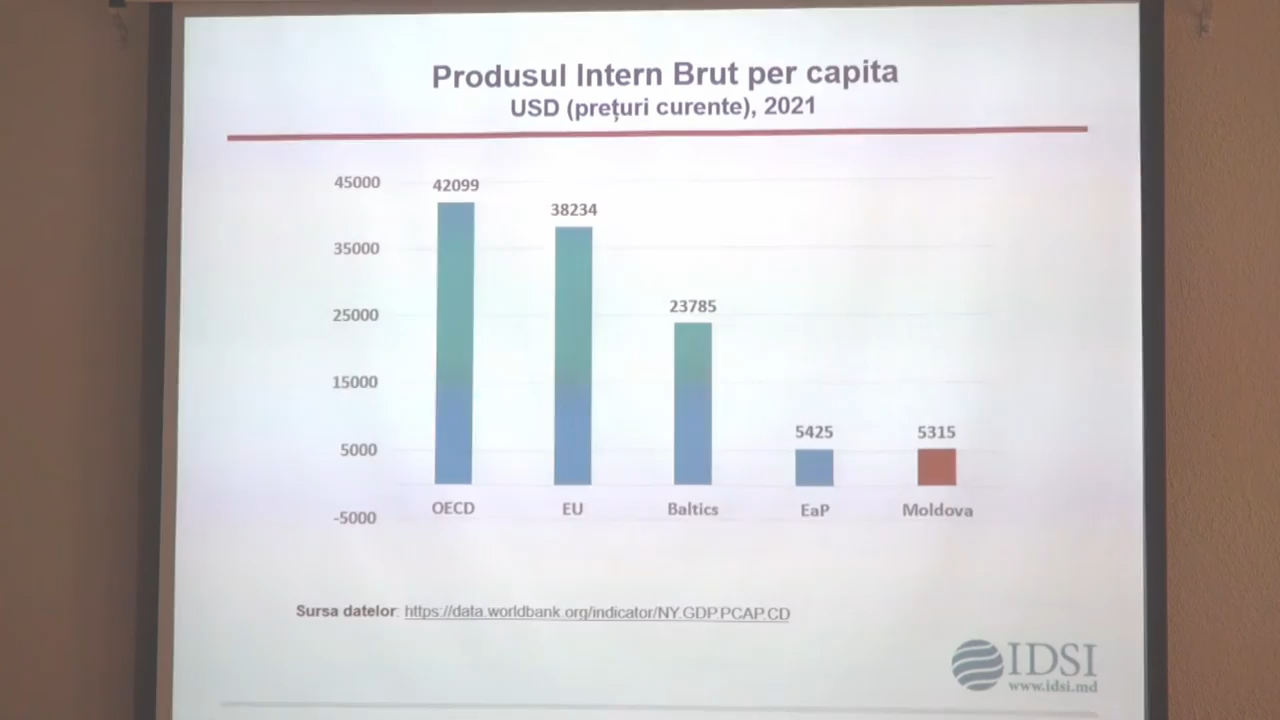 Produsul Intern Brut per capita
USD (prețuri curente), 2021
45000
35000
25000
15000
5000
-5000
42099
38234
23785
5425
5315
OECD EU Baltics EaP Moldova
Sursa datelor: https://data.worldbank.org/indicator/NY.GDP.PCAP.CD
IDSI
www.idsi.md